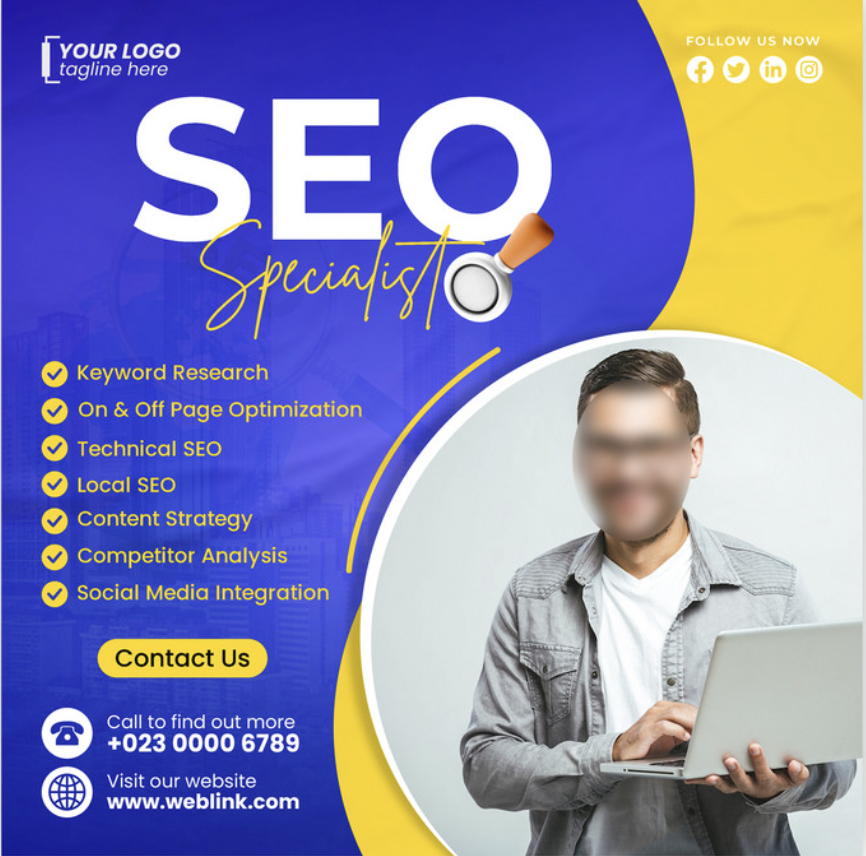 YOUR LOGO
tagline here
FOLLOW US NOW
SEO
Specialist
Keyword Research
On & Off Page Optimization
Technical SEO
Local SEO
Content Strategy
Competitor Analysis
Social Media Integration
Contact Us
Call to find out more
+023 0000 6789
Visit our website
www.weblink.com